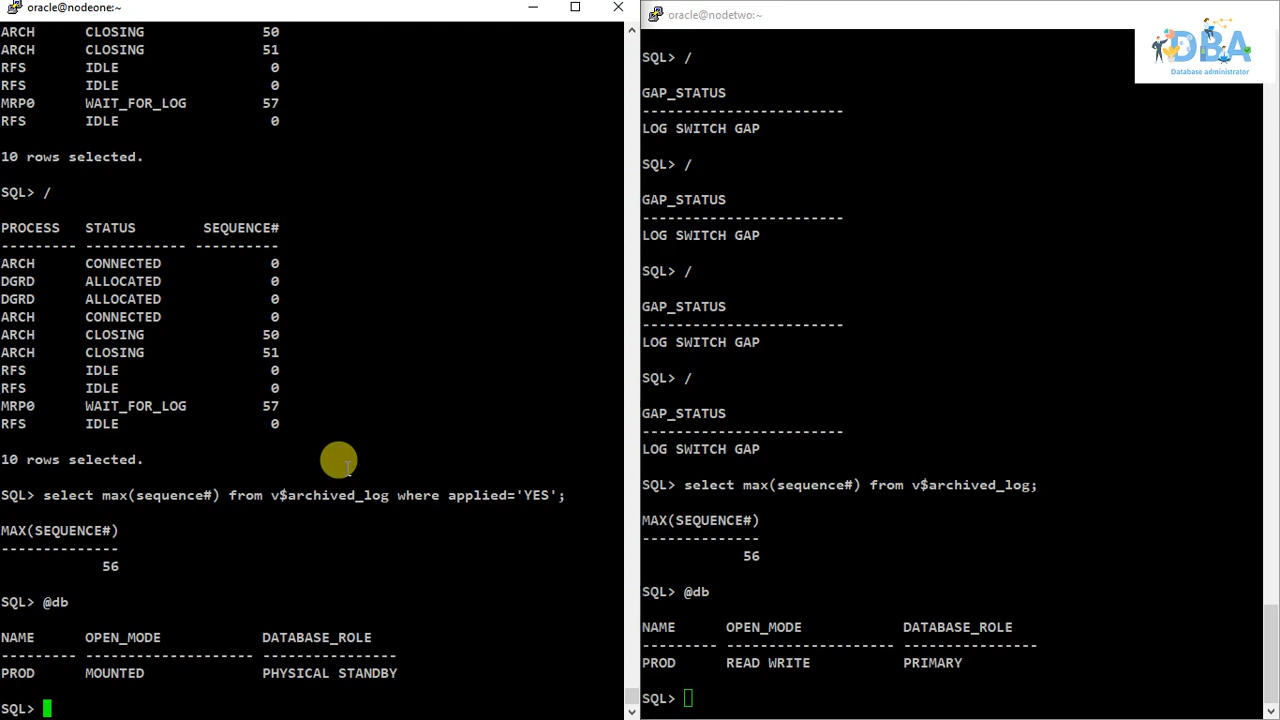 oracle@nodeone:~
ARCH CLOSING 50
ARCH CLOSING 51
RFS IDLE 0
RFS IDLE 0
MRP0 WAIT_FOR_LOG 57
RFS IDLE 0
10 rows selected.
SQL> /
PROCESS STATUS SEQUENCE#
--------- ------------ ----------
ARCH CONNECTED 0
DGRD ALLOCATED 0
DGRD ALLOCATED 0
ARCH CONNECTED 0
ARCH CLOSING 50
ARCH CLOSING 51
RFS IDLE 0
RFS IDLE 0
MRP0 WAIT_FOR_LOG 57
RFS IDLE 0
10 rows selected.
SQL> select max(sequence#) from v$archived_log where applied='YES';
MAX(SEQUENCE#)
--------------
56
SQL> @db
NAME OPEN_MODE DATABASE_ROLE
--------- -------------------- ----------------
PROD MOUNTED PHYSICAL STANDBY
SQL>
oracle@nodetwo:~
DBA
Database administrator
SQL> /
GAP_STATUS
------------------------
LOG SWITCH GAP
SQL> /
GAP_STATUS
------------------------
LOG SWITCH GAP
SQL> /
GAP_STATUS
------------------------
LOG SWITCH GAP
SQL> /
GAP_STATUS
------------------------
LOG SWITCH GAP
SQL> select max(sequence#) from v$archived_log;
MAX(SEQUENCE#)
--------------
56
SQL> @db
NAME OPEN_MODE DATABASE_ROLE
--------- -------------------- ----------------
PROD READ WRITE PRIMARY
SQL>